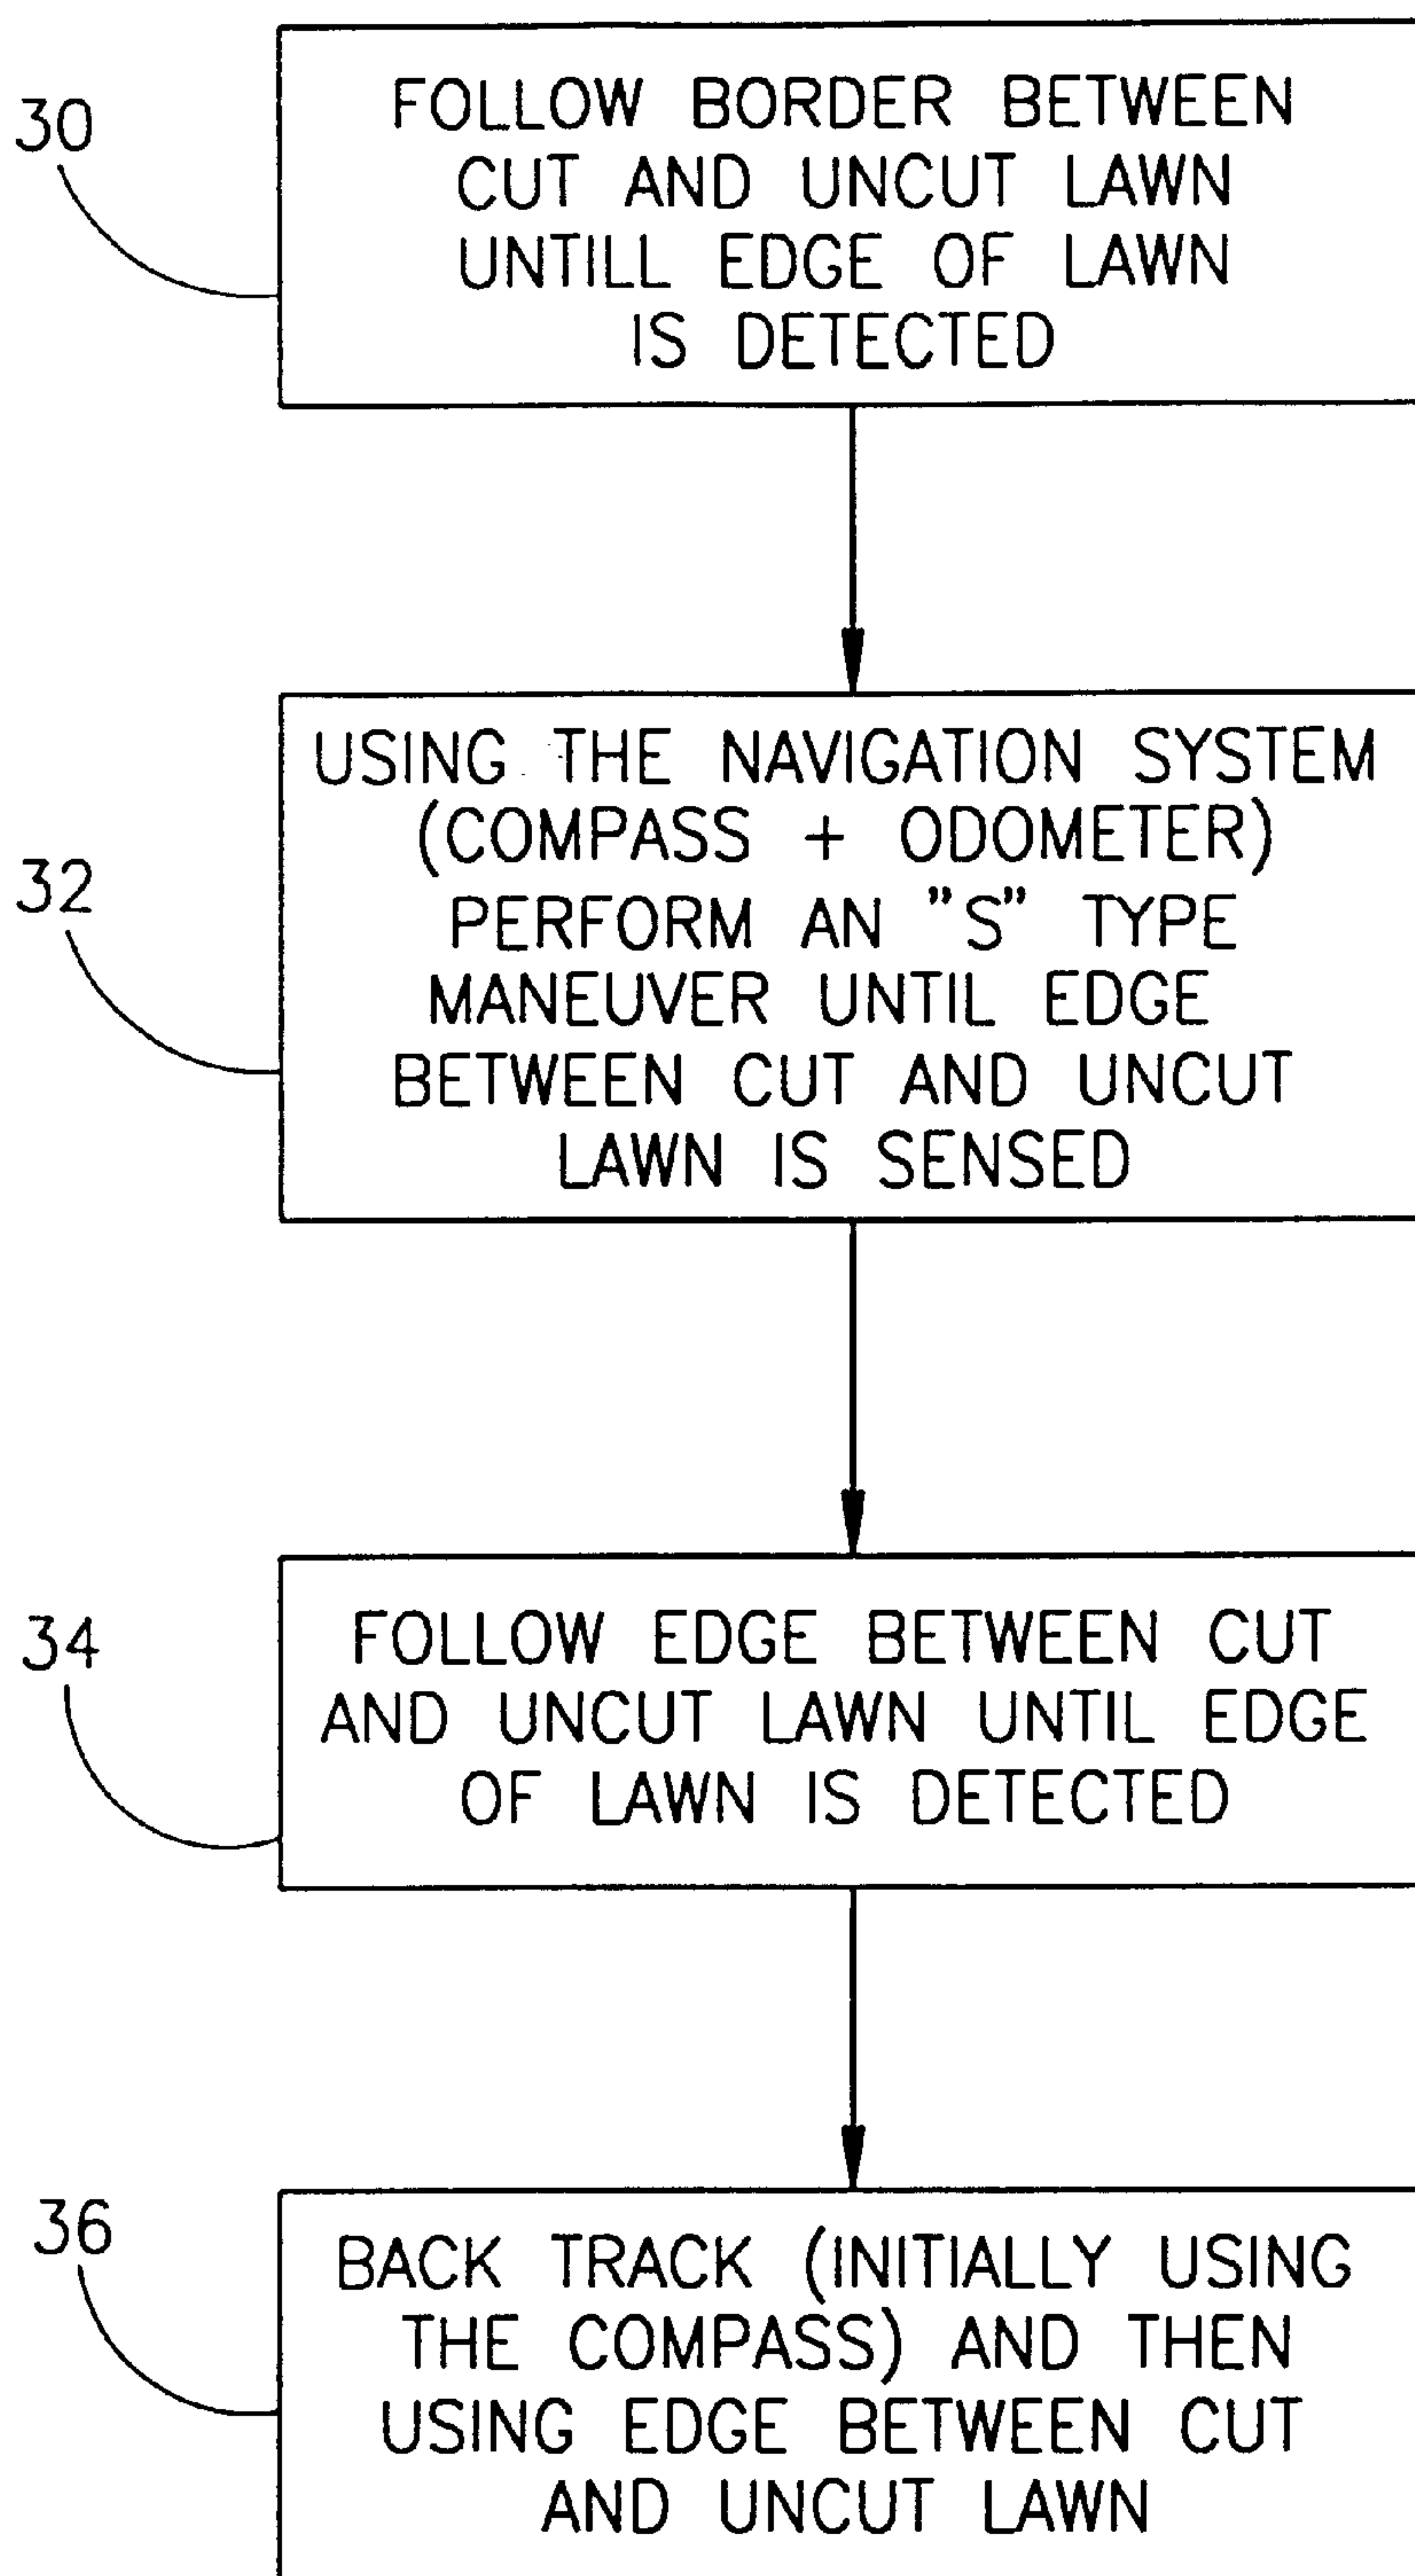 30
FOLLOW BORDER BETWEEN
CUT AND UNCUT LAWN
UNTILL EDGE OF LAWN
IS DETECTED
32
USING THE NAVIGATION SYSTEM
(COMPASS + ODOMETER)
PERFORM AN "S" TYPE
MANEUVER UNTIL EDGE
BETWEEN CUT AND UNCUT
LAWN IS SENSED
34
FOLLOW EDGE BETWEEN CUT
AND UNCUT LAWN UNTIL EDGE
OF LAWN IS DETECTED
36
BACK TRACK (INITIALLY USING
THE COMPASS) AND THEN
USING EDGE BETWEEN CUT
AND UNCUT LAWN